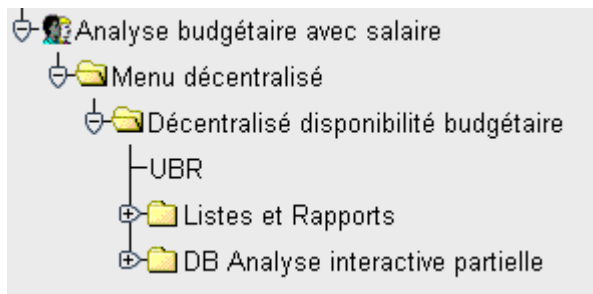 Analyse budgétaire avec salaire
Menu décentralisé
Décentralisé disponibilité budgétaire
UBR
Listes et Rapports
DB Analyse interactive partielle